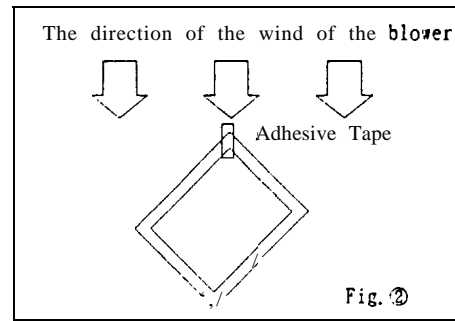 The direction of the wind of the blower
Adhesive Tape
Fig. ②